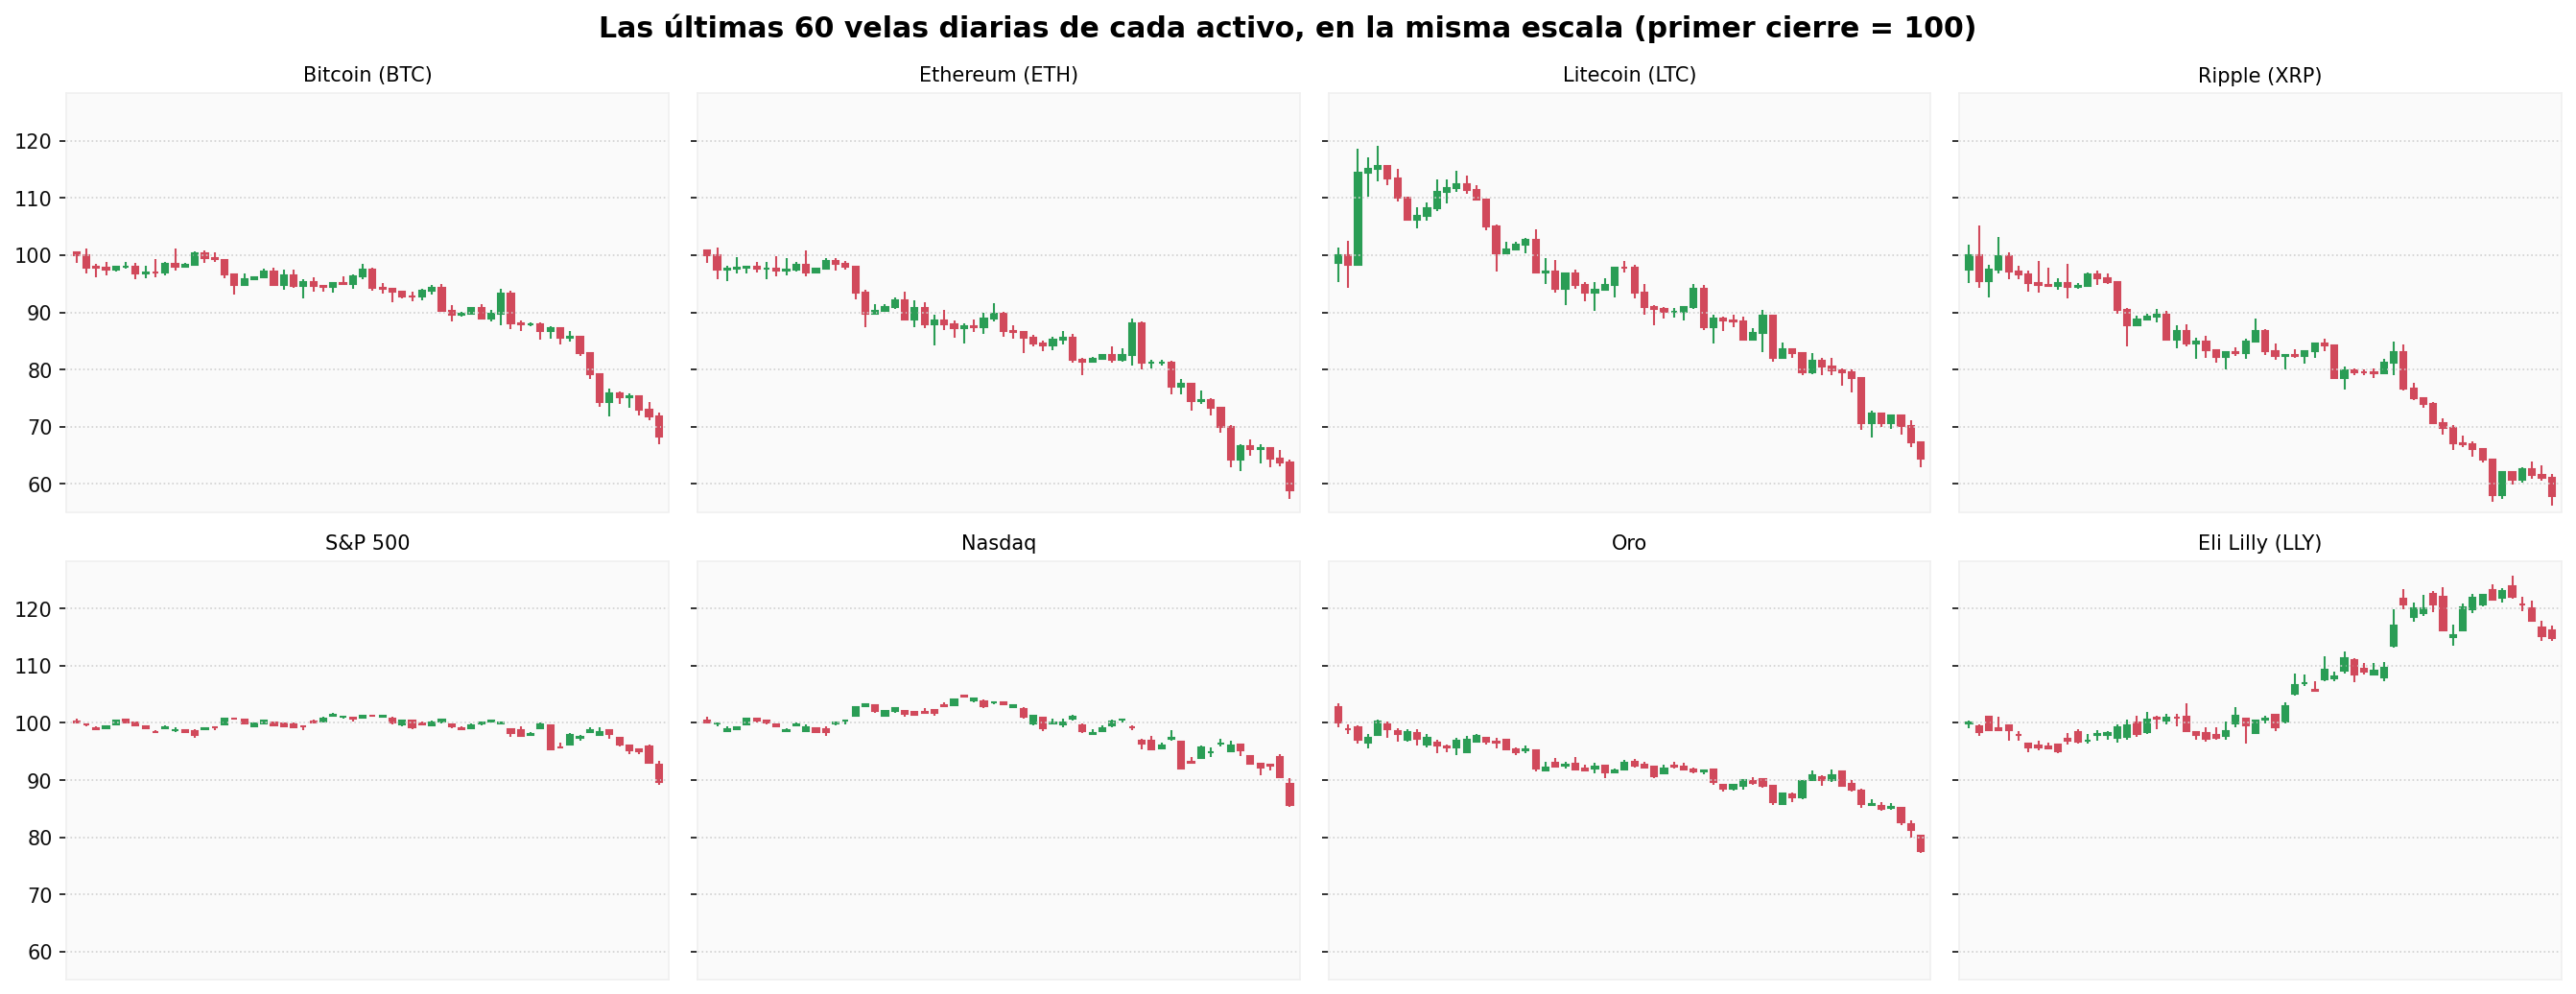 Las últimas 60 velas diarias de cada activo, en la misma escala (primer cierre = 100)
Bitcoin (BTC)
Ethereum (ETH)
Litecoin (LTC)
Ripple (XRP)
120
110
100
90
80
70
60
S&P 500
Nasdaq
Oro
Eli Lilly (LLY)
120
110
100
90
80
70
60